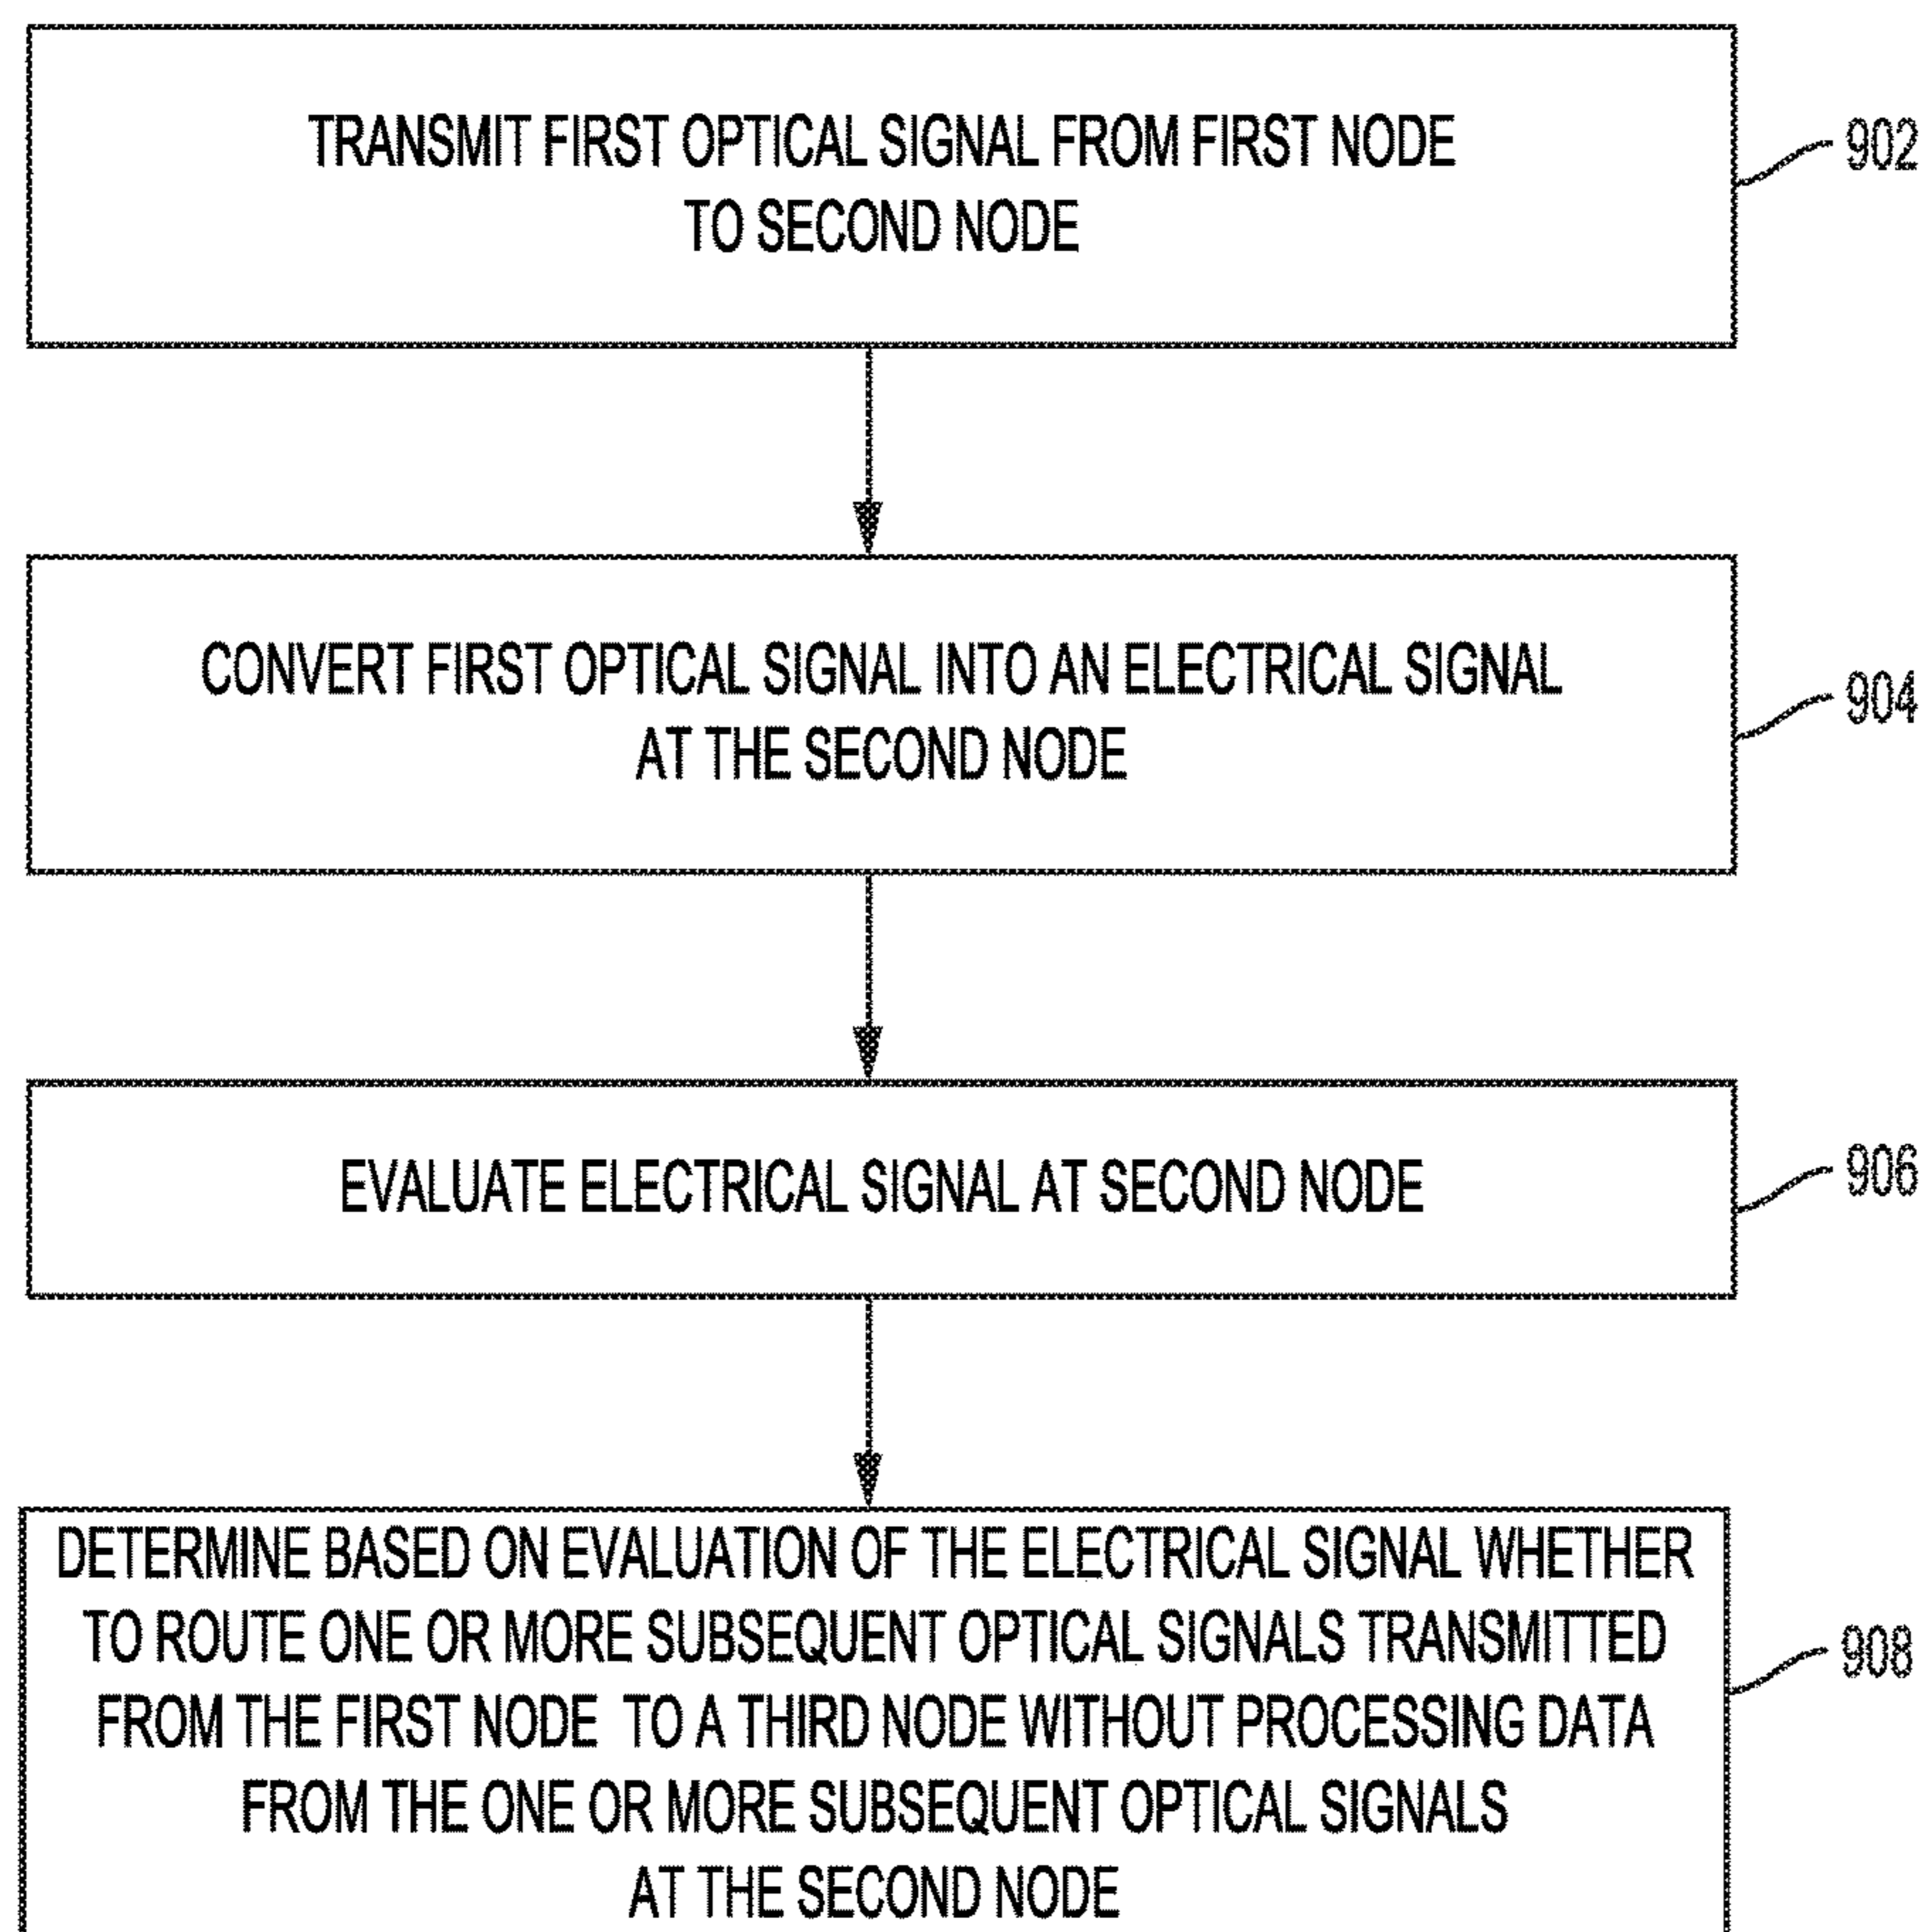 TRANSMIT FIRST OPTICAL SIGNAL FROM FIRST NODE
TO SECOND NODE
902
CONVERT FIRST OPTICAL SIGNAL INTO AN ELECTRICAL SIGNAL
AT THE SECOND NODE
904
EVALUATE ELECTRICAL SIGNAL AT SECOND NODE
906
DETERMINE BASED ON EVALUATION OF THE ELECTRICAL SIGNAL WHETHER
TO ROUTE ONE OR MORE SUBSEQUENT OPTICAL SIGNALS TRANSMITTED
FROM THE FIRST NODE TO A THIRD NODE WITHOUT PROCESSING DATA
FROM THE ONE OR MORE SUBSEQUENT OPTICAL SIGNALS
AT THE SECOND NODE
908